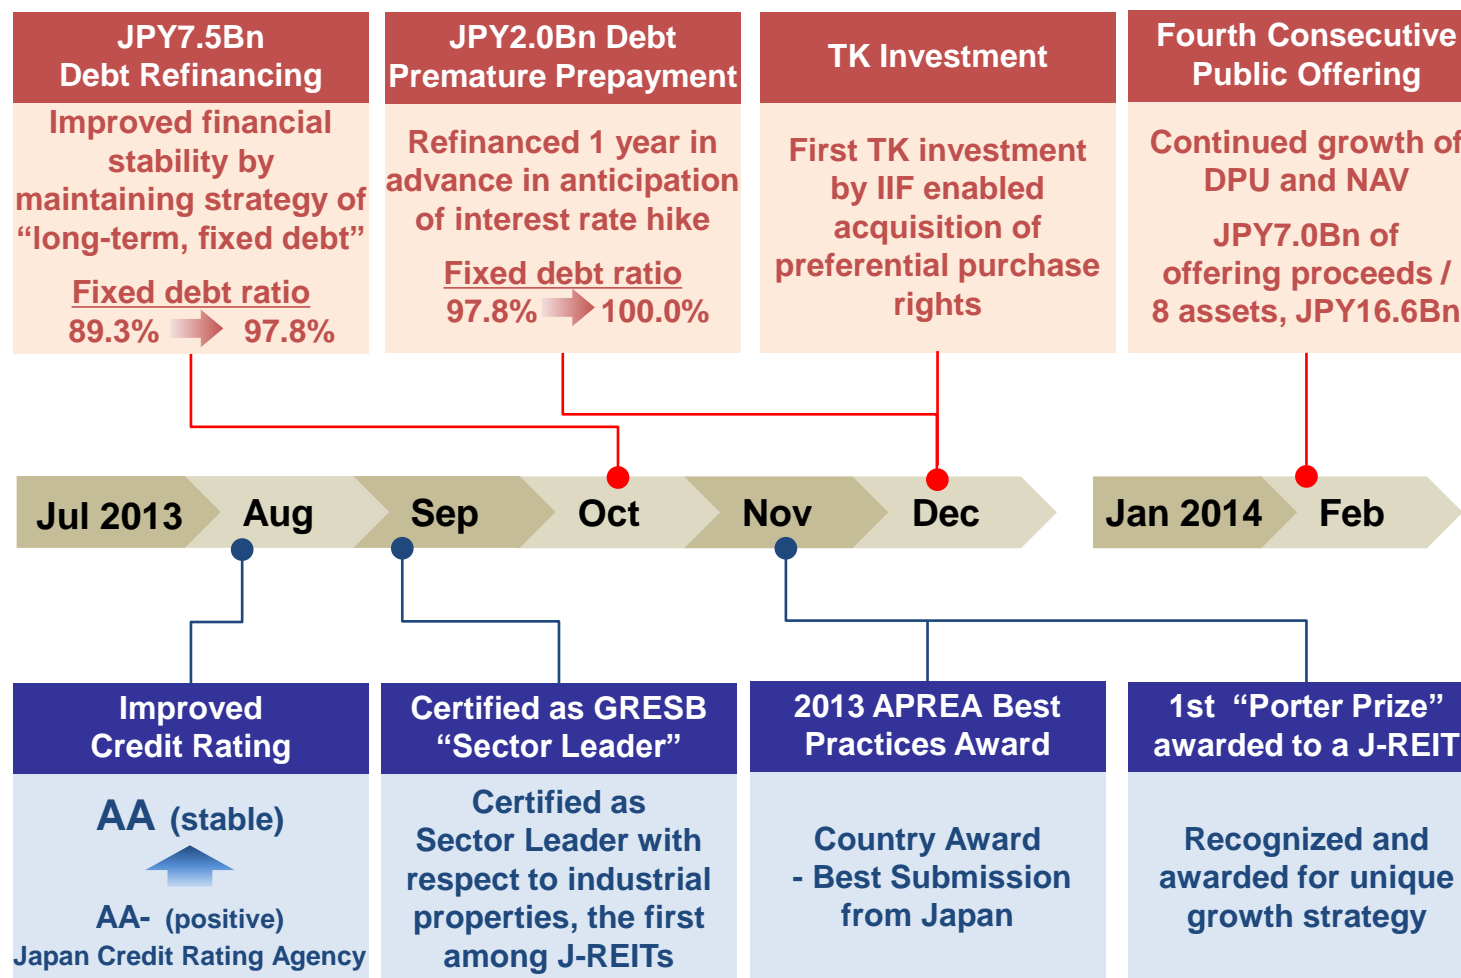 JPY7.5Bn
Debt Refinancing
Improved financial
stability by
maintaining strategy of
“long-term, fixed debt”
Fixed debt ratio
89.3% 97.8%
JPY2.0Bn Debt
Premature Prepayment
Refinanced 1 year in
advance in anticipation
of interest rate hike
Fixed debt ratio
97.8% 100.0%
TK Investment
First TK investment
by IIF enabled
acquisition of
preferential purchase
rights
Fourth Consecutive
Public Offering
Continued growth of
DPU and NAV
JPY7.0Bn of
offering proceeds /
8 assets, JPY16.6Bn
Jul 2013 Aug Sep Oct Nov Dec Jan 2014 Feb
Improved
Credit Rating
AA (stable)
AA- (positive)
Japan Credit Rating Agency
Certified as GRESB
“Sector Leader”
Certified as
Sector Leader with
respect to industrial
properties, the first
among J-REITs
2013 APREA Best
Practices Award
Country Award
- Best Submission
from Japan
1st “Porter Prize”
awarded to a J-REIT
Recognized and
awarded for unique
growth strategy